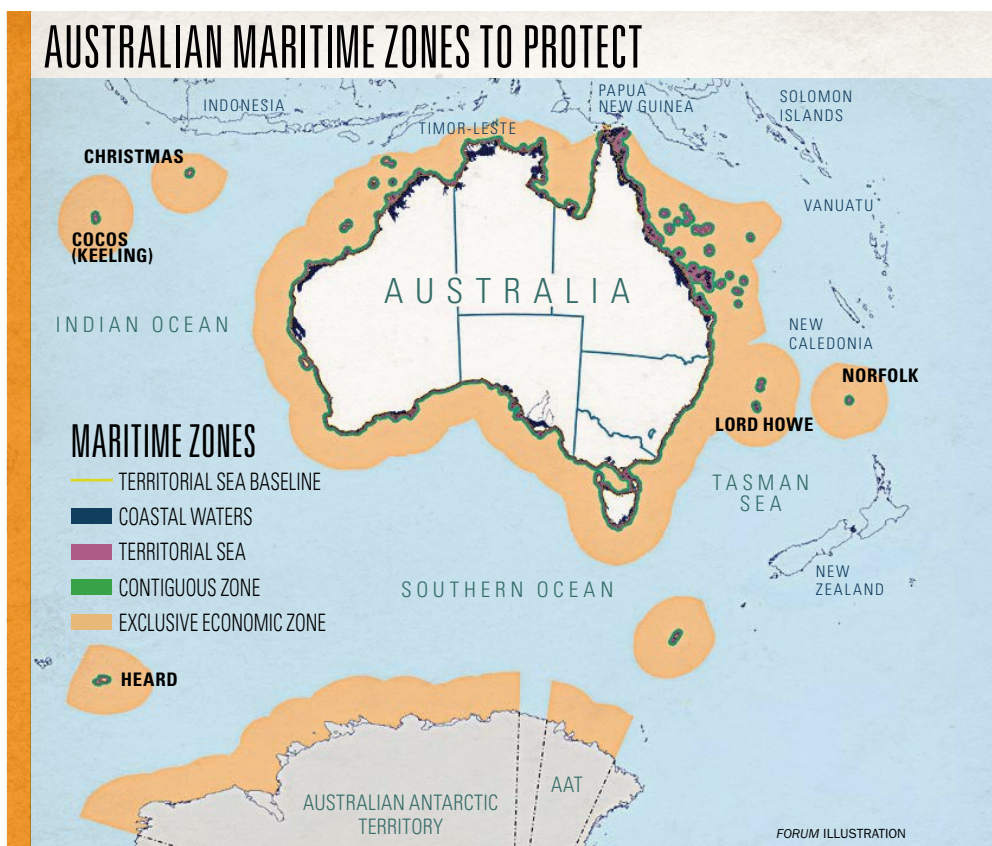 AUSTRALIAN MARITIME ZONES TO PROTECT
INDONESIA
PAPUA
NEW GUINEA
SOLOMON
ISLANDS
TIMOR-LESTE
CHRISTMAS
VANUATU
COCOS
(KEELING)
AUSTRALIA
INDIAN OCEAN
NEW
CALEDONIA
NORFOLK
LORD HOWE
MARITIME ZONES
TERRITORIAL SEA BASELINE
COASTAL WATERS
TERRITORIAL SEA
CONTIGUOUS ZONE
EXCLUSIVE ECONOMIC ZONE
TASMAN
SEA
SOUTHERN OCEAN
NEW
ZEALAND
HEARD
AUSTRALIAN ANTARCTIC
TERRITORY
AAT
FORUM ILLUSTRATION